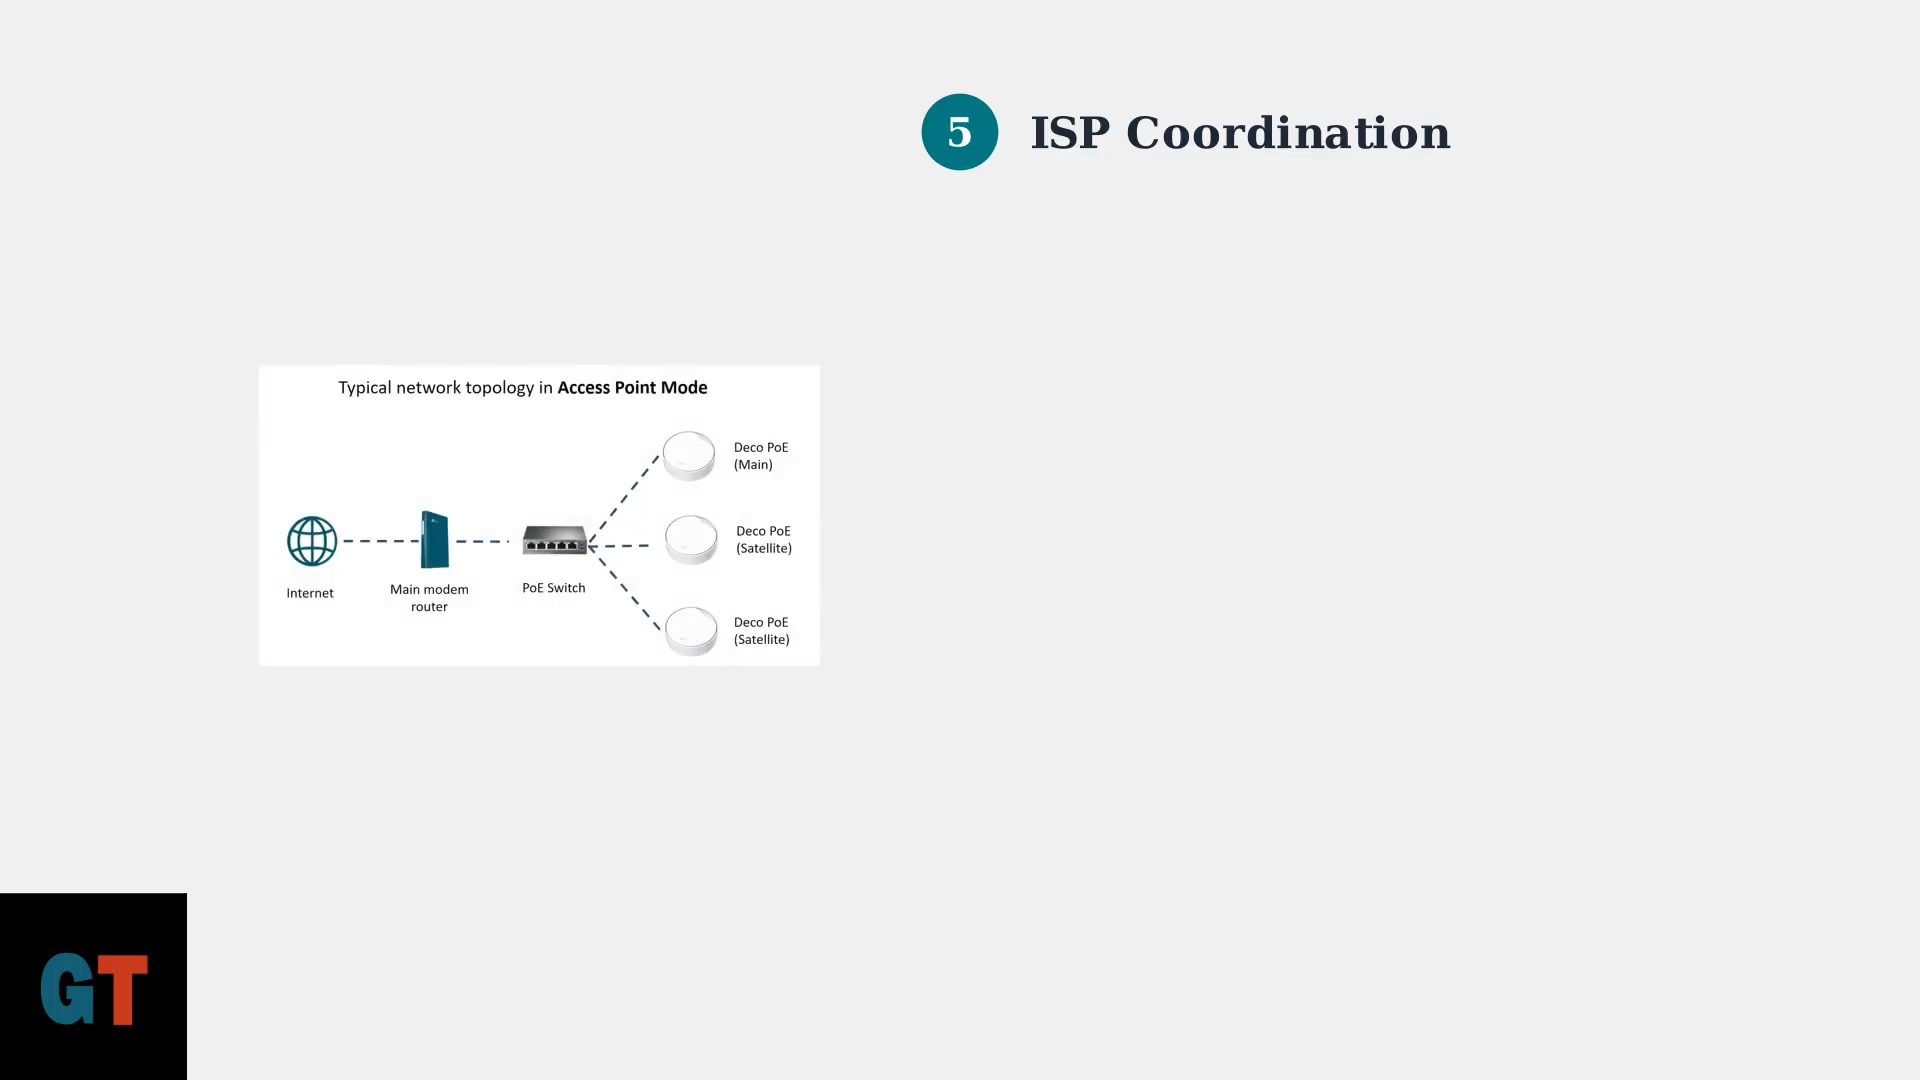 5 ISP Coordination
Typical network topology in Access Point Mode
Deco PoE
(Main)
Deco PoE
(Satellite)
Internet
Main modem
router
PoE Switch
Deco PoE
(Satellite)
GT